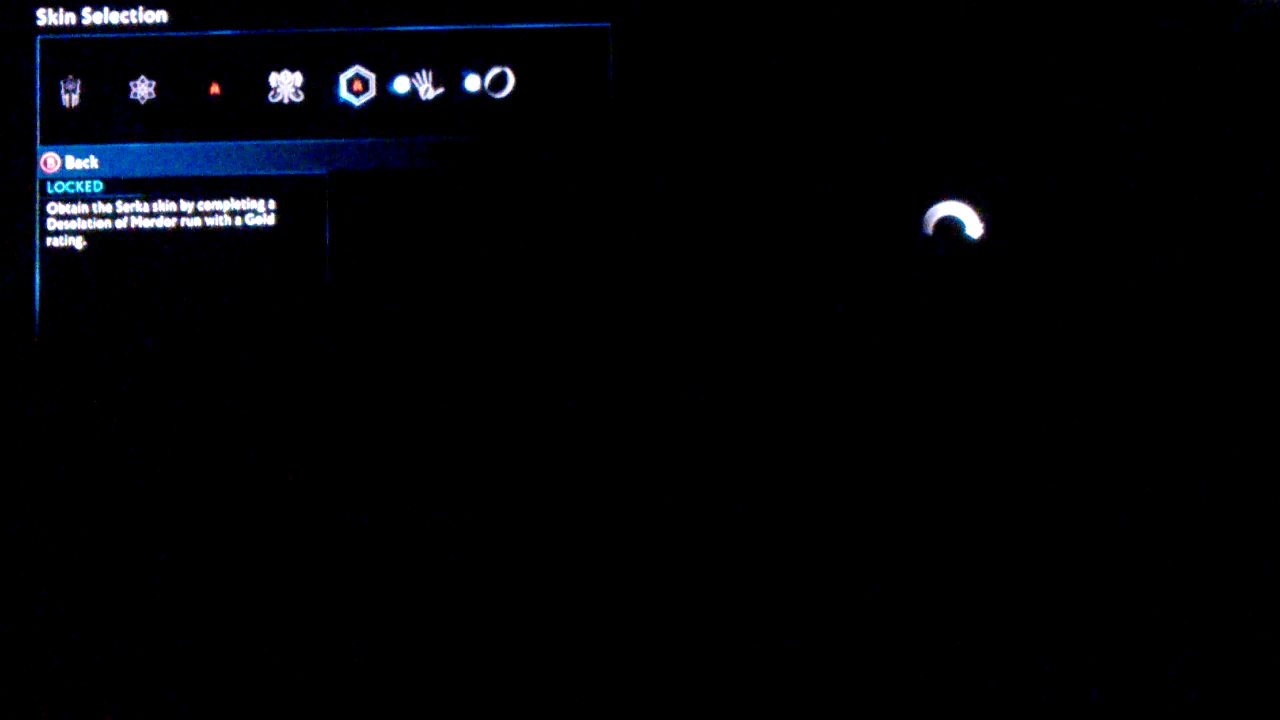 Skin Selection
B Back
LOCKED
Obtain the Serka skin by completing a
Desolation of Mordor run with a Gold
rating.